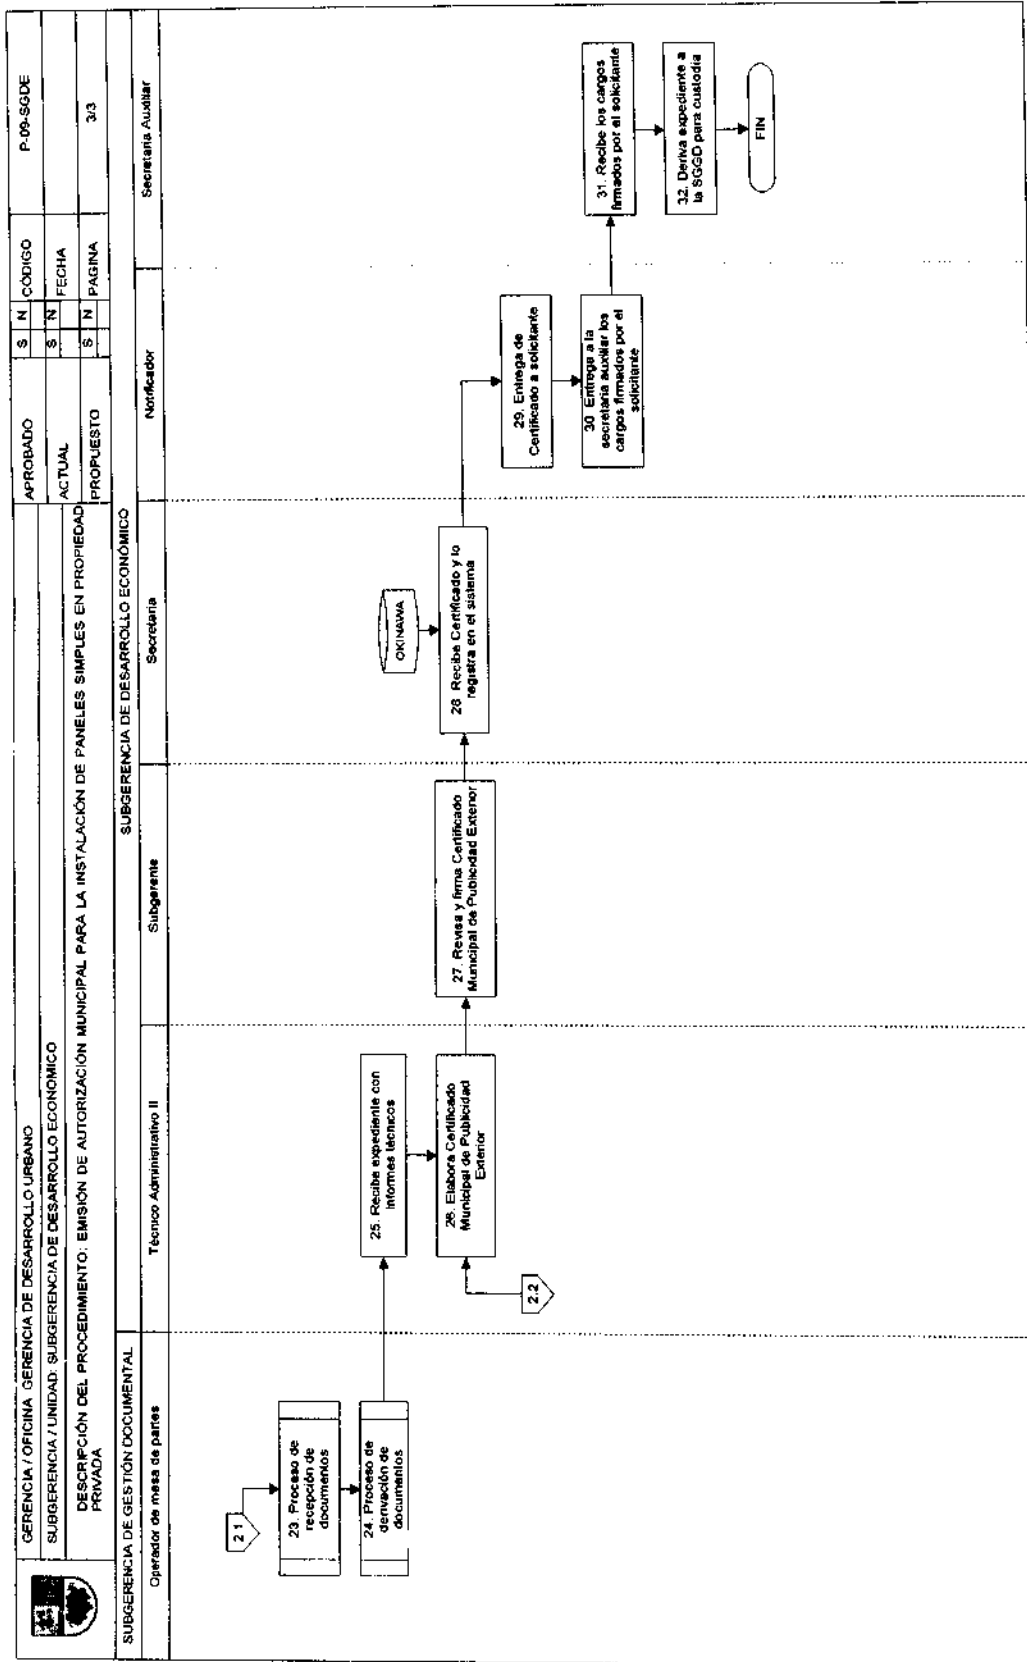 GERENCIA / OFICINA GERENCIA DE DESARROLLO URBANO
APROBADO
S
N
CÓDIGO
P-09-SGDE
SUBGERENCIA / UNIDAD: SUBGERENCIA DE DESARROLLO ECONOMICO
ACTUAL
S
N
FECHA
DESCRIPCIÓN DEL PROCEDIMIENTO: EMISIÓN DE AUTORIZACIÓN MUNICIPAL PARA LA INSTALACIÓN DE PANELES SIMPLES EN PROPIEDAD
PRIVADA
PROPUESTO
S
N
PAGINA
3/3
SUBGERENCIA DE GESTIÓN DOCUMENTAL
SUBGERENCIA DE DESARROLLO ECONÓMICO
Operador de mesa de partes
Técnico Administrativo II
Subgerente
Secretaria
Notificador
Secretaria Auxiliar
2 1
23. Proceso de
recepción de
documentos
24. Proceso de
derivación de
documentos
25. Recibe expediente con
informes técnicos
26. Elabora Certificado
Municipal de Publicidad
Exterior
2.2
27. Revisa y firma Certificado
Municipal de Publicidad Exterior
OKINAWA
28 Recibe Certificado y lo
registra en el sistema
29. Entrega de
Certificado a solicitante
30 Entrega a la
secretaria auxiliar los
cargos firmados por el
solicitante
31. Recibe los cargos
firmados por el solicitante
32. Deriva expediente a
la SGGD para custodia
FIN